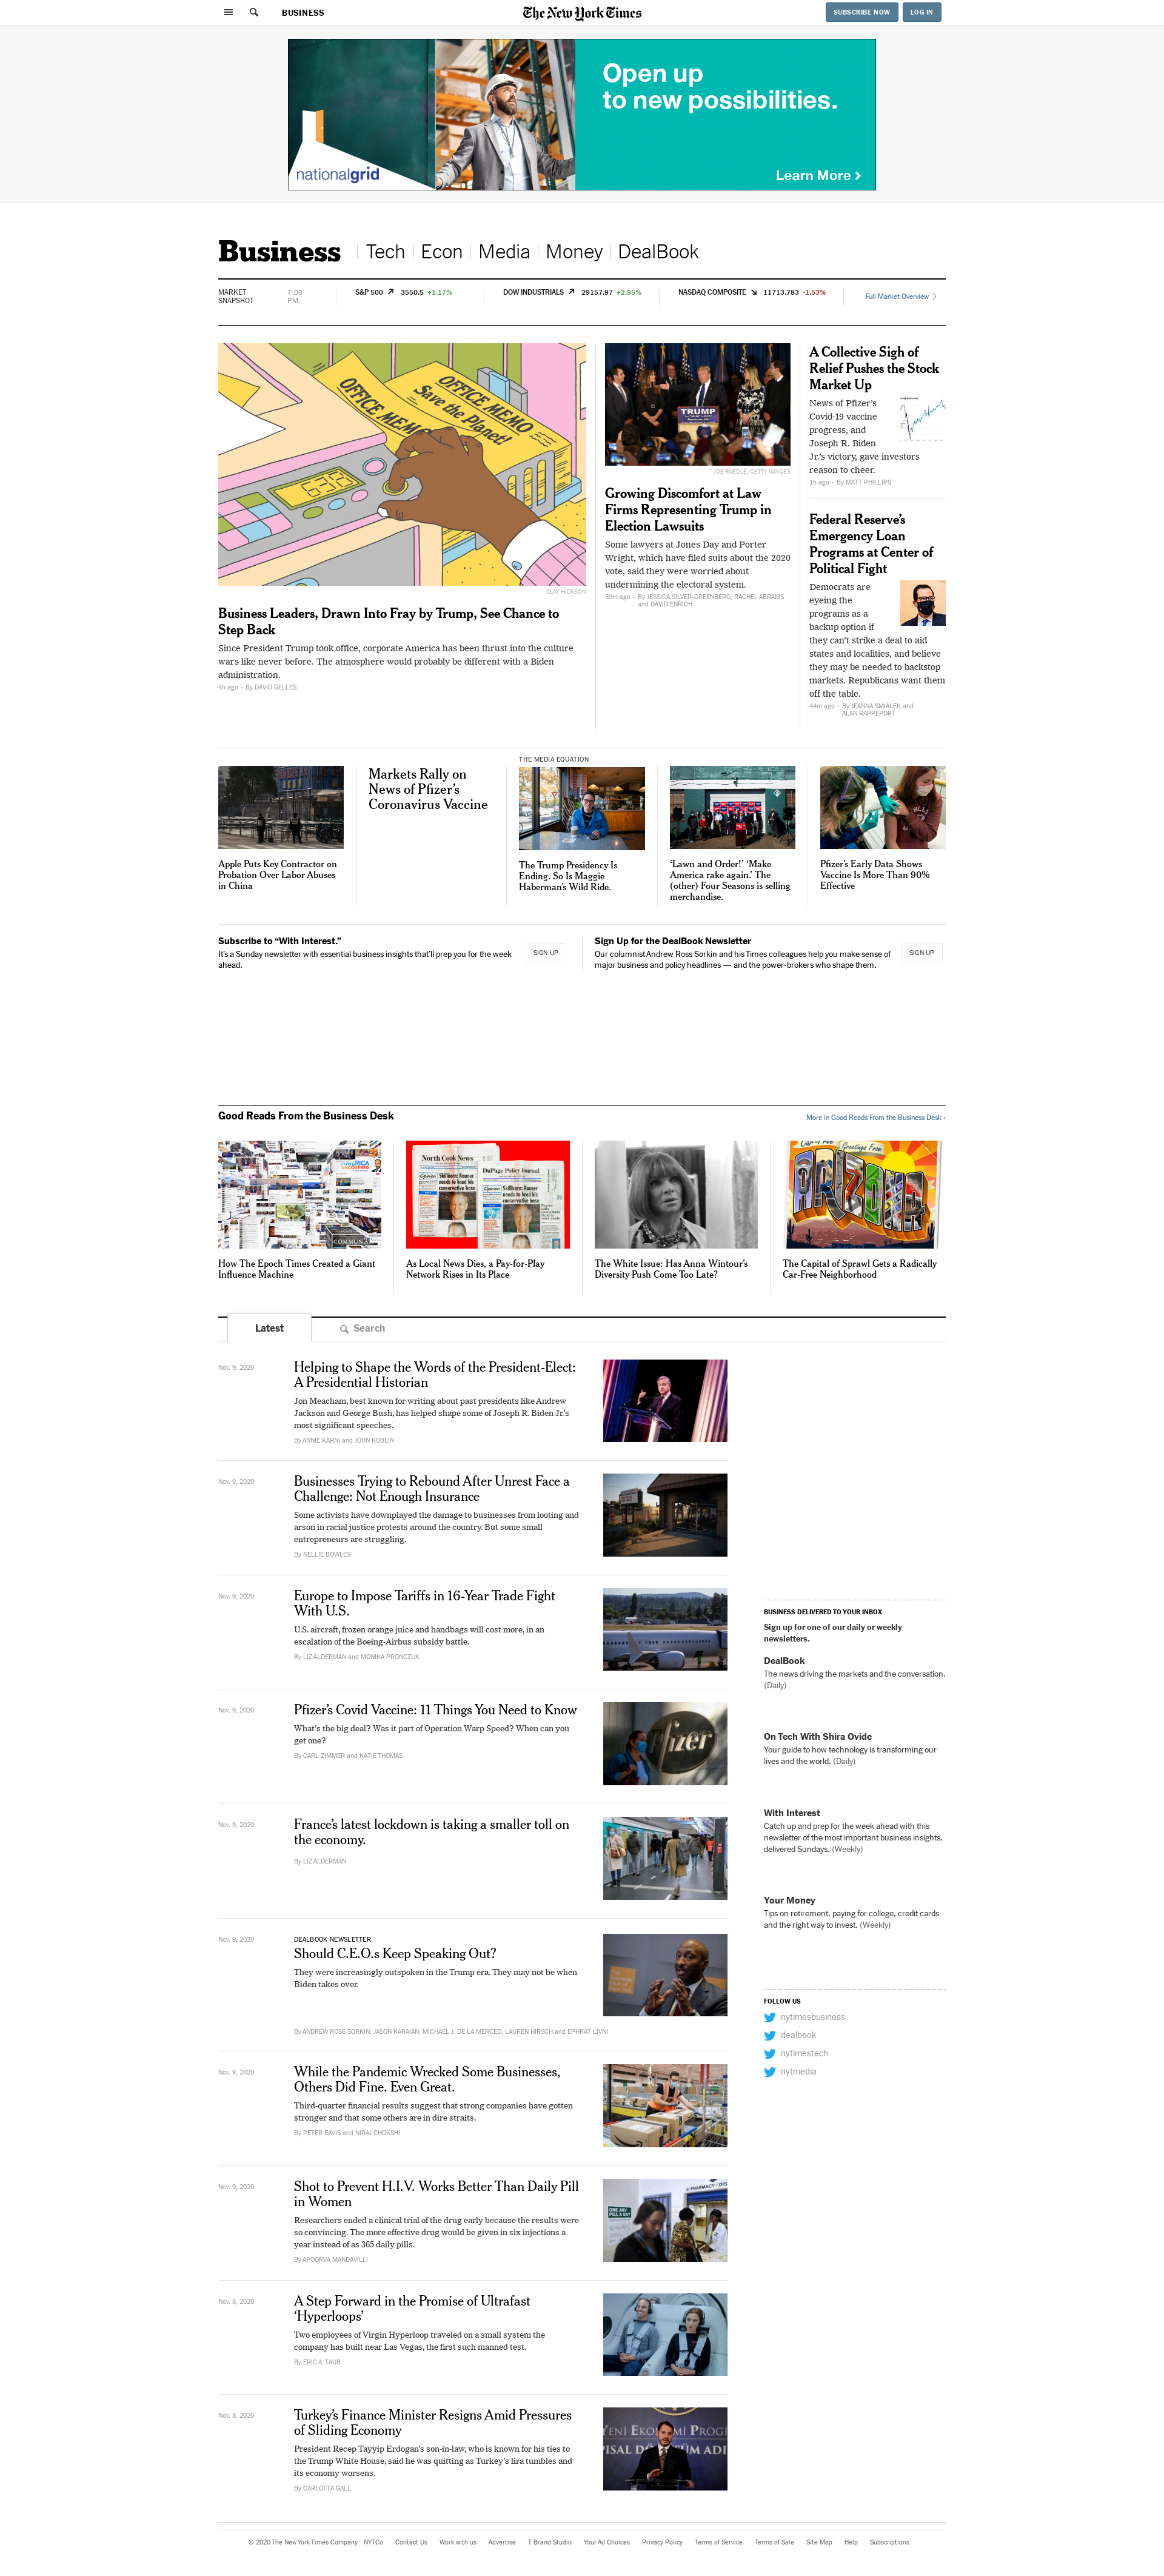 BUSINESS
The New York Times
SUBSCRIBE NOW
LOG IN
Open up
to new possibilities.
nationalgrid
Learn More
Business
Tech
Econ
Media
Money
DealBook
MARKET
SNAPSHOT
7:08
P.M.
S&P 500 3550.5 +1.17%
DOW INDUSTRIALS 29157.97 +2.95%
NASDAQ COMPOSITE 11713.783 -1.53%
Full Market Overview
OFFICE MEMO
OFFICE MEMO
Save the Planet!
CLAY HICKSON
Business Leaders, Drawn Into Fray by Trump, See Chance to
Step Back
Since President Trump took office, corporate America has been thrust into the culture
wars like never before. The atmosphere would probably be different with a Biden
administration.
4h ago - By DAVID GELLES
TRUMP
JOE RAEDLE/GETTY IMAGES
Growing Discomfort at Law
Firms Representing Trump in
Election Lawsuits
Some lawyers at Jones Day and Porter
Wright, which have filed suits about the 2020
vote, said they were worried about
undermining the electoral system.
59m ago - By JESSICA SILVER-GREENBERG, RACHEL ABRAMS
and DAVID ENRICH
A Collective Sigh of
Relief Pushes the Stock
Market Up
News of Pfizer's
Covid-19 vaccine
progress, and
Joseph R. Biden
Jr.'s victory, gave investors
reason to cheer.
1h ago - By MATT PHILLIPS
Federal Reserve's
Emergency Loan
Programs at Center of
Political Fight
Democrats are
eyeing the
programs as a
backup option if
they can't strike a deal to aid
states and localities, and believe
they may be needed to backstop
markets. Republicans want them
off the table.
44m ago - By JEANNA SMIALEK and
ALAN RAPPEPORT
Apple Puts Key Contractor on
Probation Over Labor Abuses
in China
Markets Rally on
News of Pfizer's
Coronavirus Vaccine
THE MEDIA EQUATION
The Trump Presidency Is
Ending. So Is Maggie
Haberman's Wild Ride.
‘Lawn and Order!’ ‘Make
America rake again.’ The
(other) Four Seasons is selling
merchandise.
Pfizer's Early Data Shows
Vaccine Is More Than 90%
Effective
Subscribe to “With Interest.”
It's a Sunday newsletter with essential business insights that'll prep you for the week
ahead.
SIGN UP
Sign Up for the DealBook Newsletter
Our columnist Andrew Ross Sorkin and his Times colleagues help you make sense of
major business and policy headlines — and the power-brokers who shape them.
SIGN UP
Good Reads From the Business Desk
More in Good Reads From the Business Desk ›
North Cook News
DuPage Policy Journal
ARIZONA
How The Epoch Times Created a Giant
Influence Machine
As Local News Dies, a Pay-for-Play
Network Rises in Its Place
The White Issue: Has Anna Wintour's
Diversity Push Come Too Late?
The Capital of Sprawl Gets a Radically
Car-Free Neighborhood
Latest
Search
Nov. 9, 2020
Helping to Shape the Words of the President-Elect:
A Presidential Historian
Jon Meacham, best known for writing about past presidents like Andrew
Jackson and George Bush, has helped shape some of Joseph R. Biden Jr.'s
most significant speeches.
By ANNIE KARNI and JOHN KOBLIN
Nov. 9, 2020
Businesses Trying to Rebound After Unrest Face a
Challenge: Not Enough Insurance
Some activists have downplayed the damage to businesses from looting and
arson in racial justice protests around the country. But some small
entrepreneurs are struggling.
By NELLIE BOWLES
Nov. 9, 2020
Europe to Impose Tariffs in 16-Year Trade Fight
With U.S.
U.S. aircraft, frozen orange juice and handbags will cost more, in an
escalation of the Boeing-Airbus subsidy battle.
By LIZ ALDERMAN and MONIKA PRONCZUK
Nov. 9, 2020
Pfizer's Covid Vaccine: 11 Things You Need to Know
What's the big deal? Was it part of Operation Warp Speed? When can you
get one?
By CARL ZIMMER and KATIE THOMAS
Nov. 9, 2020
France's latest lockdown is taking a smaller toll on
the economy.
By LIZ ALDERMAN
Nov. 9, 2020
DEALBOOK NEWSLETTER
Should C.E.O.s Keep Speaking Out?
They were increasingly outspoken in the Trump era. They may not be when
Biden takes over.
By ANDREW ROSS SORKIN, JASON KARAIAN, MICHAEL J. DE LA MERCED, LAUREN HIRSCH and EPHRAT LIVNI
Nov. 9, 2020
While the Pandemic Wrecked Some Businesses,
Others Did Fine. Even Great.
Third-quarter financial results suggest that strong companies have gotten
stronger and that some others are in dire straits.
By PETER EAVIS and NIRAJ CHOKSHI
Nov. 9, 2020
Shot to Prevent H.I.V. Works Better Than Daily Pill
in Women
Researchers ended a clinical trial of the drug early because the results were
so convincing. The more effective drug would be given in six injections a
year instead of as 365 daily pills.
By APOORVA MANDAVILLI
Nov. 8, 2020
A Step Forward in the Promise of Ultrafast
‘Hyperloops’
Two employees of Virgin Hyperloop traveled on a small system the
company has built near Las Vegas, the first such manned test.
By ERIC A. TAUB
Nov. 8, 2020
Turkey's Finance Minister Resigns Amid Pressures
of Sliding Economy
President Recep Tayyip Erdogan's son-in-law, who is known for his ties to
the Trump White House, said he was quitting as Turkey's lira tumbles and
its economy worsens.
By CARLOTTA GALL
BUSINESS DELIVERED TO YOUR INBOX
Sign up for one of our daily or weekly
newsletters.
DealBook
The news driving the markets and the conversation.
(Daily)
On Tech With Shira Ovide
Your guide to how technology is transforming our
lives and the world. (Daily)
With Interest
Catch up and prep for the week ahead with this
newsletter of the most important business insights,
delivered Sundays. (Weekly)
Your Money
Tips on retirement, paying for college, credit cards
and the right way to invest. (Weekly)
FOLLOW US
nytimesbusiness
dealbook
nytimestech
nytmedia
© 2020 The New York Times Company NYTCo Contact Us Work with us Advertise T Brand Studio Your Ad Choices Privacy Policy Terms of Service Terms of Sale Site Map Help Subscriptions